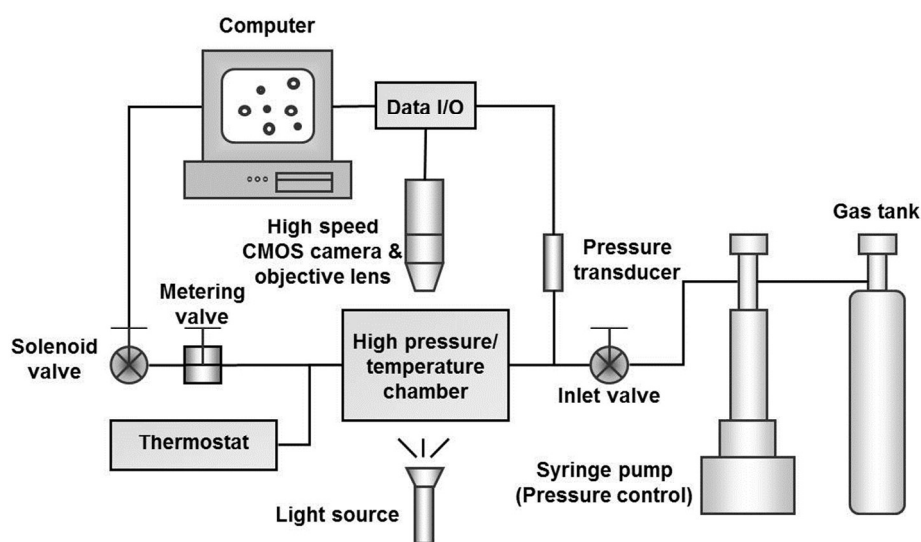 Computer
Data I/O
Gas tank
High speed
CMOS camera &
objective lens
Pressure
transducer
Metering
valve
Solenoid
valve
High pressure/
temperature
chamber
Inlet valve
Thermostat
Syringe pump
(Pressure control)
Light source